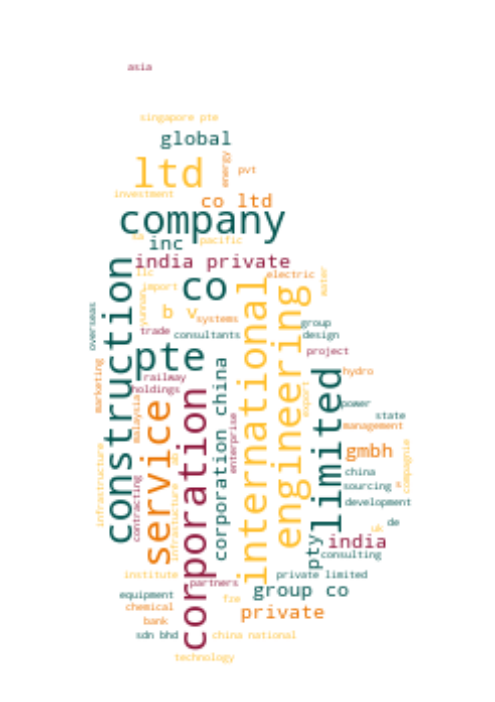 asia
singapore pte
global
energy
ltd
pvt
investment
co ltd
company
inc
pacific
india private
llc
electric
water
construction
import
co
international
engineering
yunnan
b v
systems
overseas
trade
consultants
group
design
pte
project
marketing
railway
holdings
hydro
corporation china
limited
export
power
service
malaysia
corporation
enterprise
state
management
gmbh
compagnie
infrastructure
contracting
infrastucture
china
sourcing
development
de
uk
pty
india
consulting
institute
partners
private limited
equipment
fze
group co
chemical
private
bank
sdn bhd
china national
technology